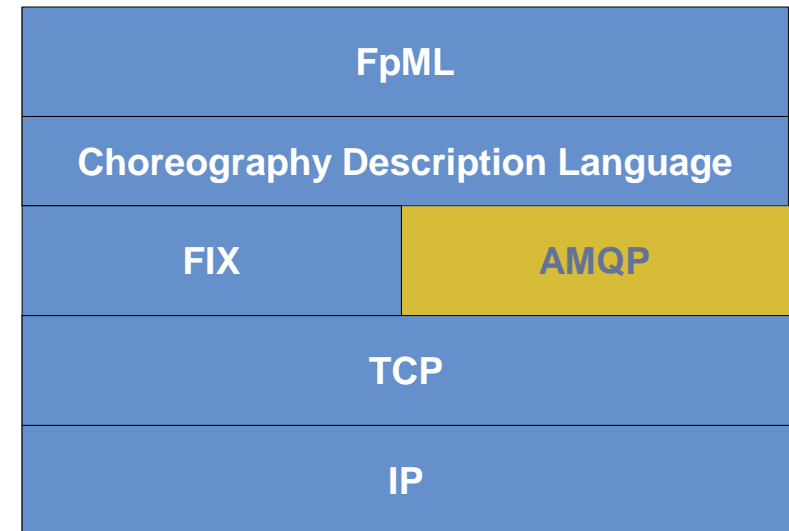 FpML
Choreography Description Language
FIX
AMQP
TCP
IP